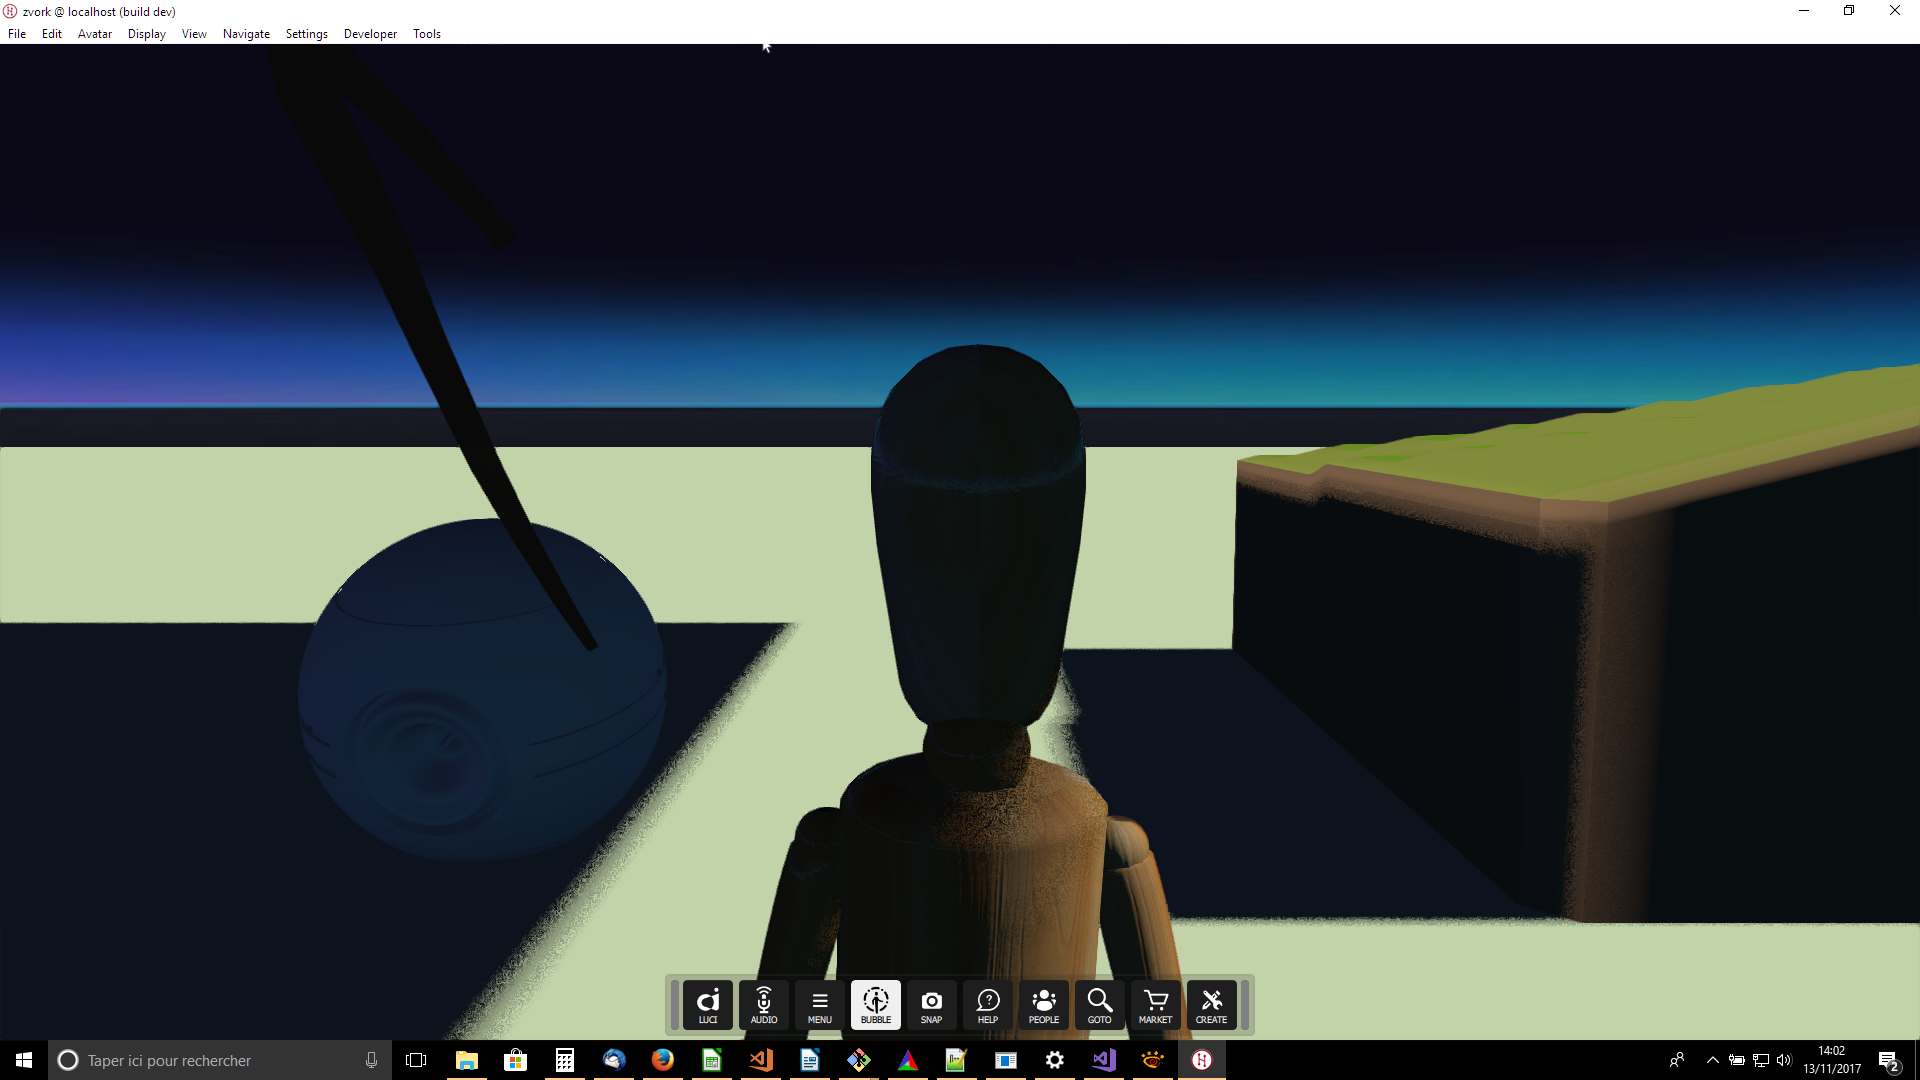 zvork @ localhost (build dev)
File Edit Avatar Display View Navigate Settings Developer Tools
LUCI AUDIO MENU BUBBLE SNAP HELP PEOPLE GOTO MARKET CREATE
Taper ici pour rechercher
14:02
13/11/2017
2